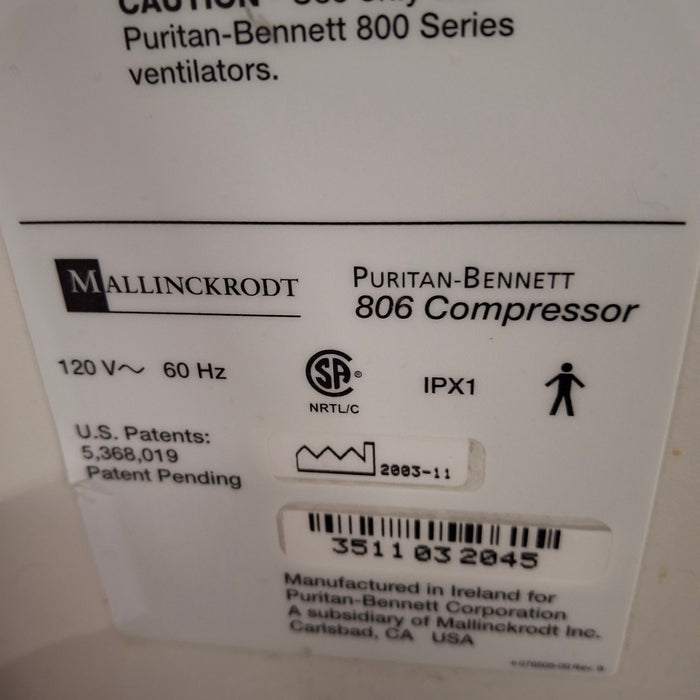 CAUTION
Puritan-Bennett 800 Series
ventilators.
MALLINCKRODT
PURITAN-BENNETT
806 Compressor
120 V~ 60 Hz
SA ®
NRTL/C
IPX1
U.S. Patents:
5,368,019
Patent Pending
2003-11
3511032045
Manufactured in Ireland for
Puritan-Bennett Corporation
A subsidiary of Mallinckrodt Inc.
Carlsbad, CA USA